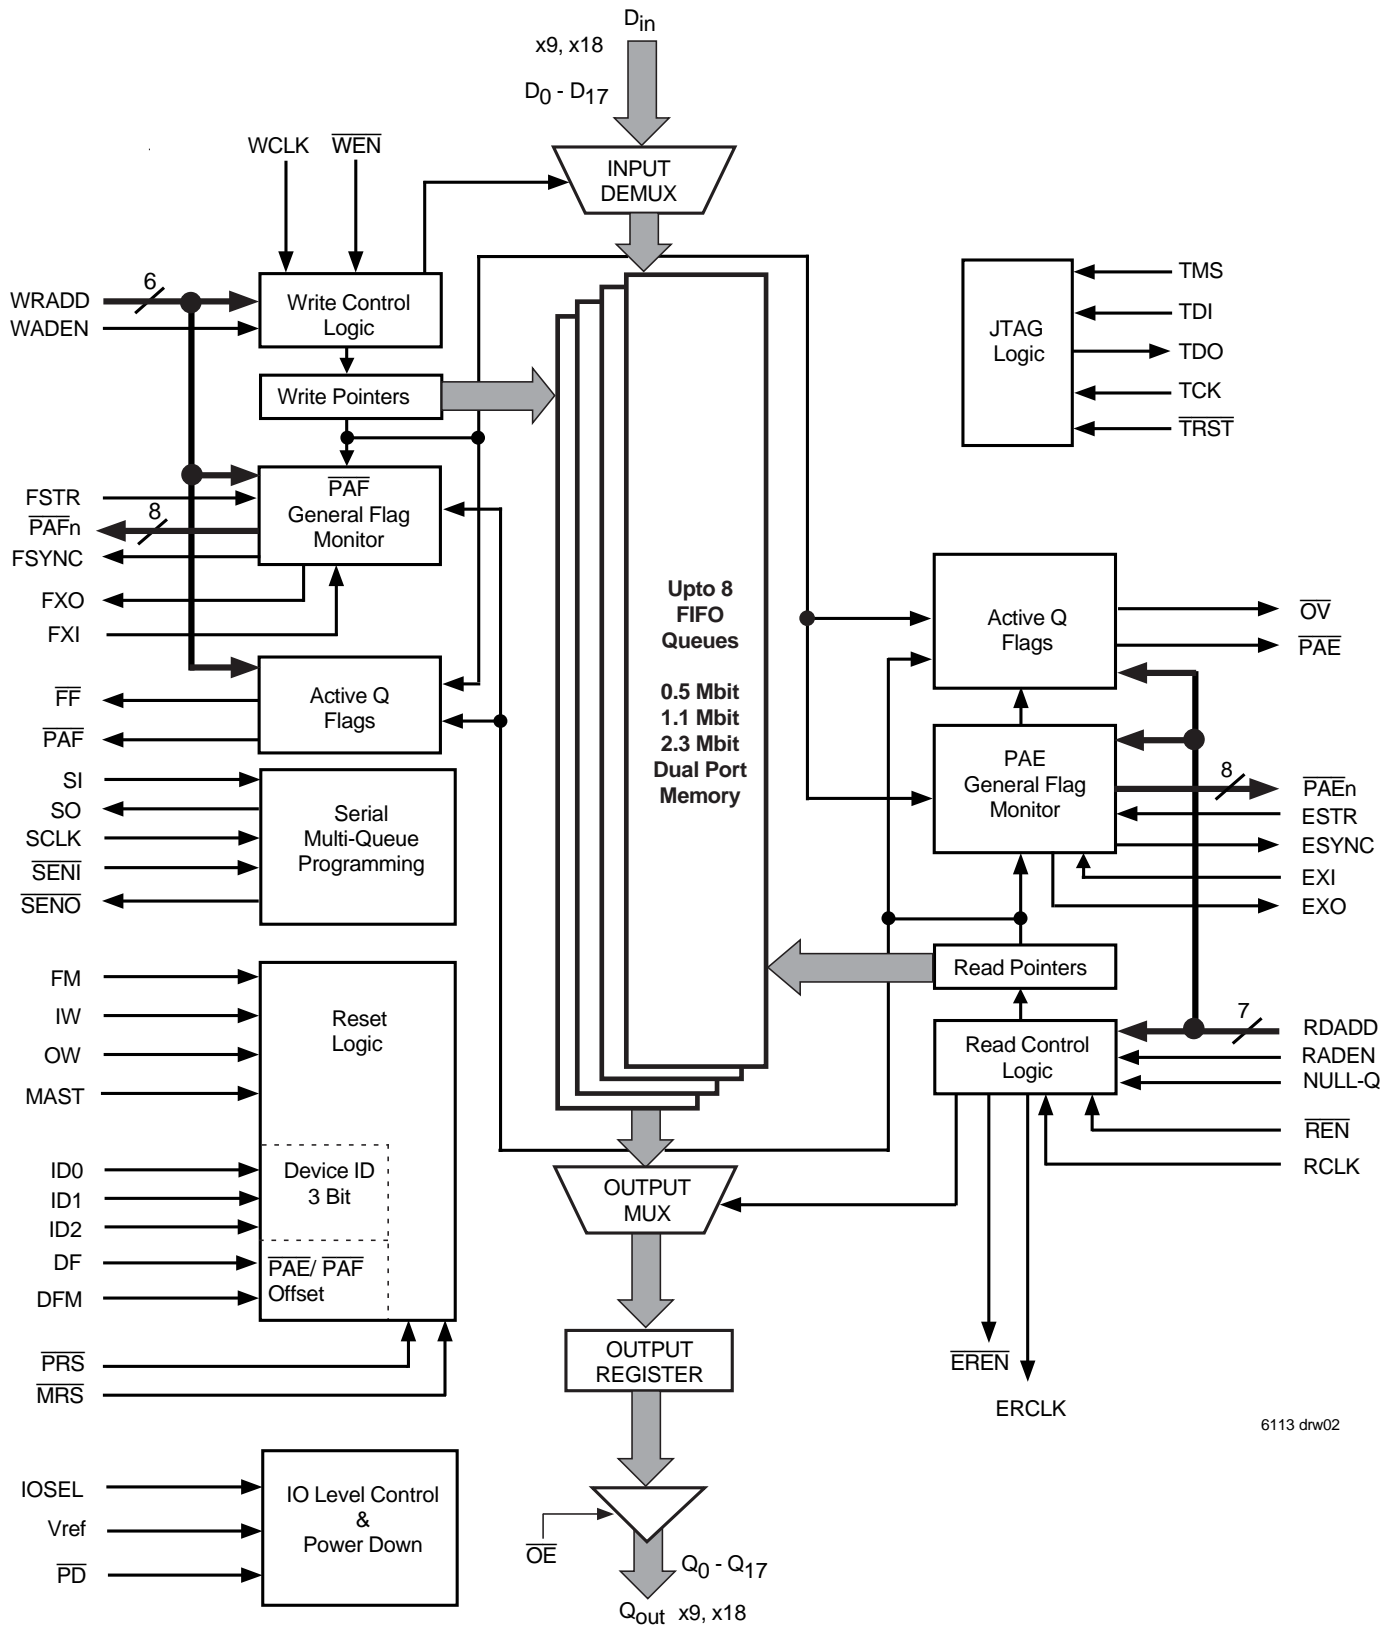 Din
x9, x18
D0 - D17
WCLK
WEN
INPUT
DEMUX
WRADD
6
WADEN
Write Control
Logic
Write Pointers
FSTR
PAFn
8
FSYNC
FXO
FXI
PAF
General Flag
Monitor
FF
PAF
Active Q
Flags
SI
SO
SCLK
SENI
SENO
Serial
Multi-Queue
Programming
FM
IW
OW
MAST
Reset
Logic
ID0
ID1
ID2
Device ID
3 Bit
DF
DFM
PAE/ PAF
Offset
PRS
MRS
IOSEL
Vref
PD
IO Level Control
&
Power Down
Upto 8
FIFO
Queues
0.5 Mbit
1.1 Mbit
2.3 Mbit
Dual Port
Memory
OUTPUT
MUX
OUTPUT
REGISTER
OE
Q0 - Q17
Qout x9, x18
JTAG
Logic
TMS
TDI
TDO
TCK
TRST
Active Q
Flags
OV
PAE
PAE
General Flag
Monitor
8
PAEn
ESTR
ESYNC
EXI
EXO
Read Pointers
Read Control
Logic
7
RDADD
RADEN
NULL-Q
REN
RCLK
EREN
ERCLK
6113 drw02